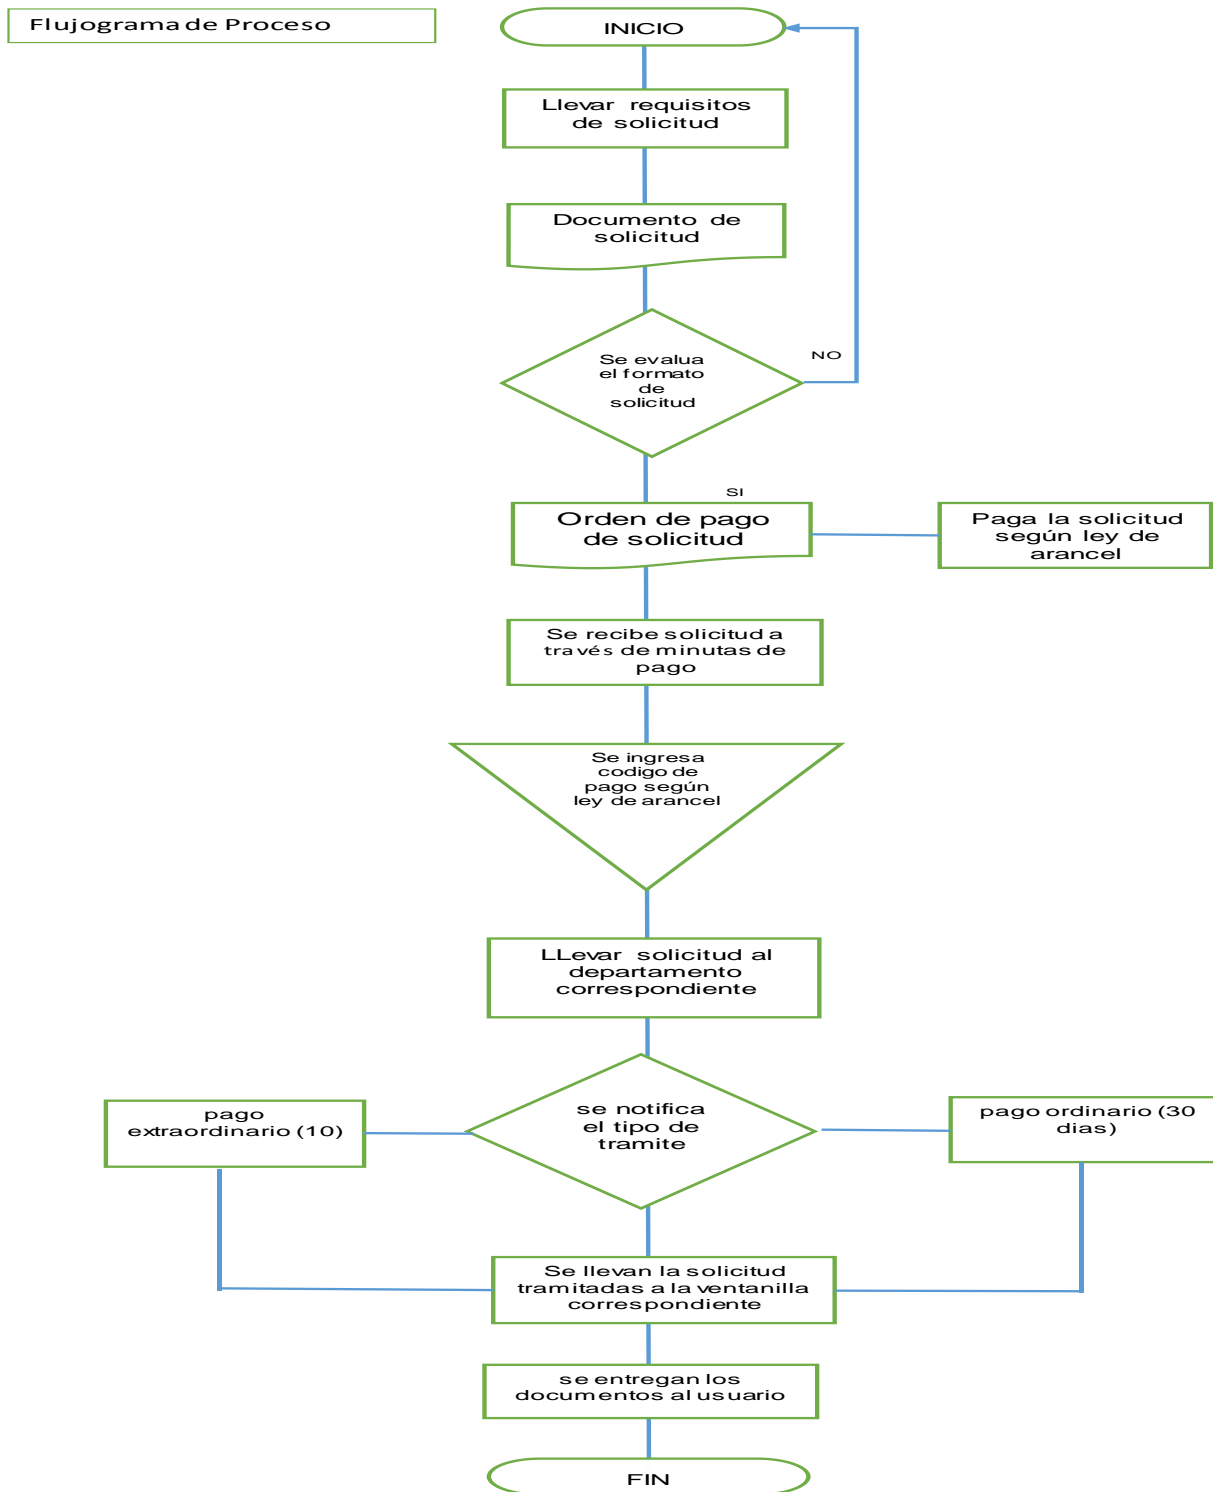 Flujograma de Proceso
INICIO
Llevar requisitos
de solicitud
Documento de
solicitud
Se evalua
el formato
de
solicitud
NO
SI
Orden de pago
de solicitud
Paga la solicitud
según ley de
arancel
Se recibe solicitud a
través de minutas de
pago
Se ingresa
codigo de
pago según
ley de arancel
LLevar solicitud al
departamento
correspondiente
se notifica
el tipo de
tramite
pago
extraordinario (10)
pago ordinario (30
dias)
Se llevan la solicitud
tramitadas a la ventanilla
correspondiente
se entregan los
documentos al usuario
FIN